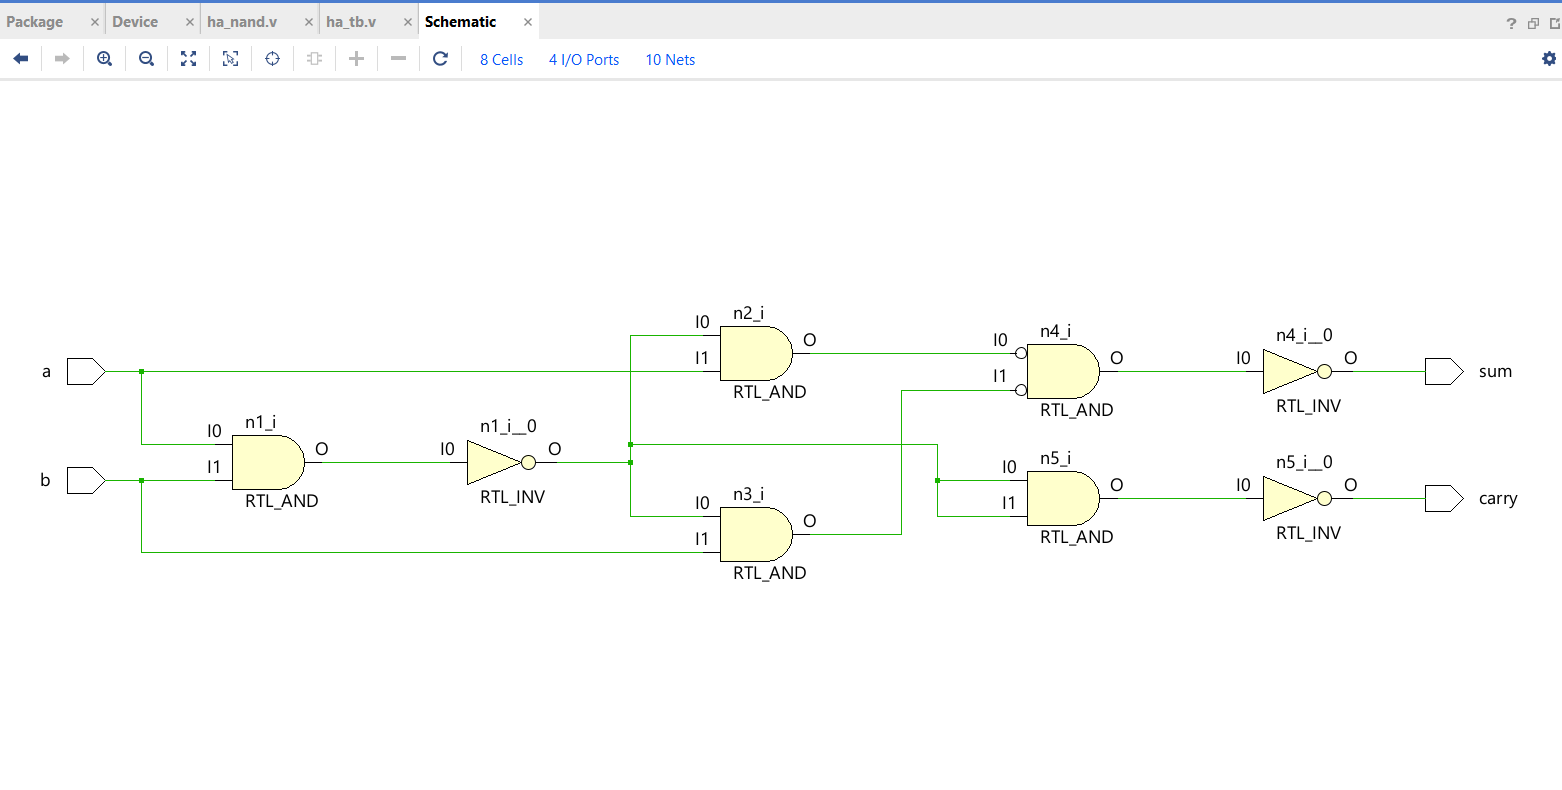 Package Device ha_nand.v ha_tb.v Schematic
8 Cells 4 I/O Ports 10 Nets
n2_i
I0 O
I1
RTL_AND
n4_i
I0 O
I1
RTL_AND
n4_i__0
I0 O
RTL_INV
sum
a
n1_i
I0 O
I1
RTL_AND
b
n1_i__0
I0 O
RTL_INV
n3_i
I0 O
I1
RTL_AND
n5_i
I0 O
I1
RTL_AND
n5_i__0
I0 O
RTL_INV
carry